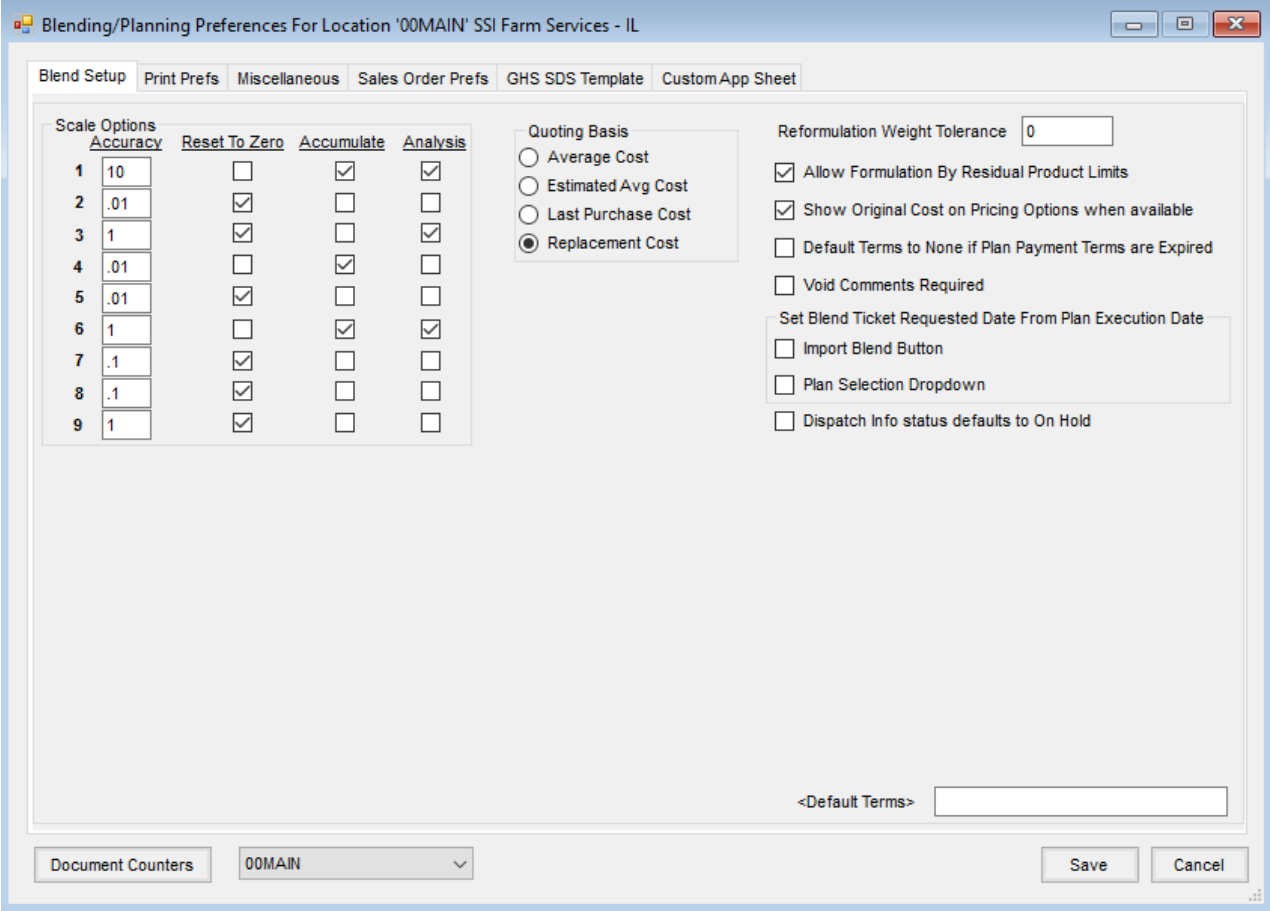 Blending/Planning Preferences For Location '00MAIN' SSI Farm Services - IL
Blend Setup Print Prefs Miscellaneous Sales Order Prefs GHS SDS Template Custom App Sheet
Scale Options
Accuracy Reset To Zero Accumulate Analysis
1 10
2 .01
3 1
4 .01
5 .01
6 1
7 .1
8 .1
9 1
Quoting Basis
Average Cost
Estimated Avg Cost
Last Purchase Cost
Replacement Cost
Reformulation Weight Tolerance 0
Allow Formulation By Residual Product Limits
Show Original Cost on Pricing Options when available
Default Terms to None if Plan Payment Terms are Expired
Void Comments Required
Set Blend Ticket Requested Date From Plan Execution Date
Import Blend Button
Plan Selection Dropdown
Dispatch Info status defaults to On Hold
<Default Terms>
Document Counters 00MAIN Save Cancel